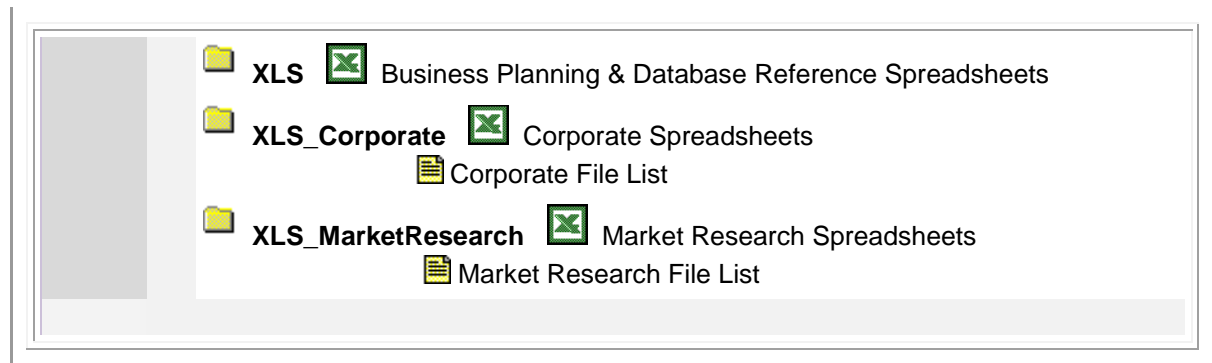 XLS Business Planning & Database Reference Spreadsheets
XLS_Corporate Corporate Spreadsheets
Corporate File List
XLS_MarketResearch Market Research Spreadsheets
Market Research File List